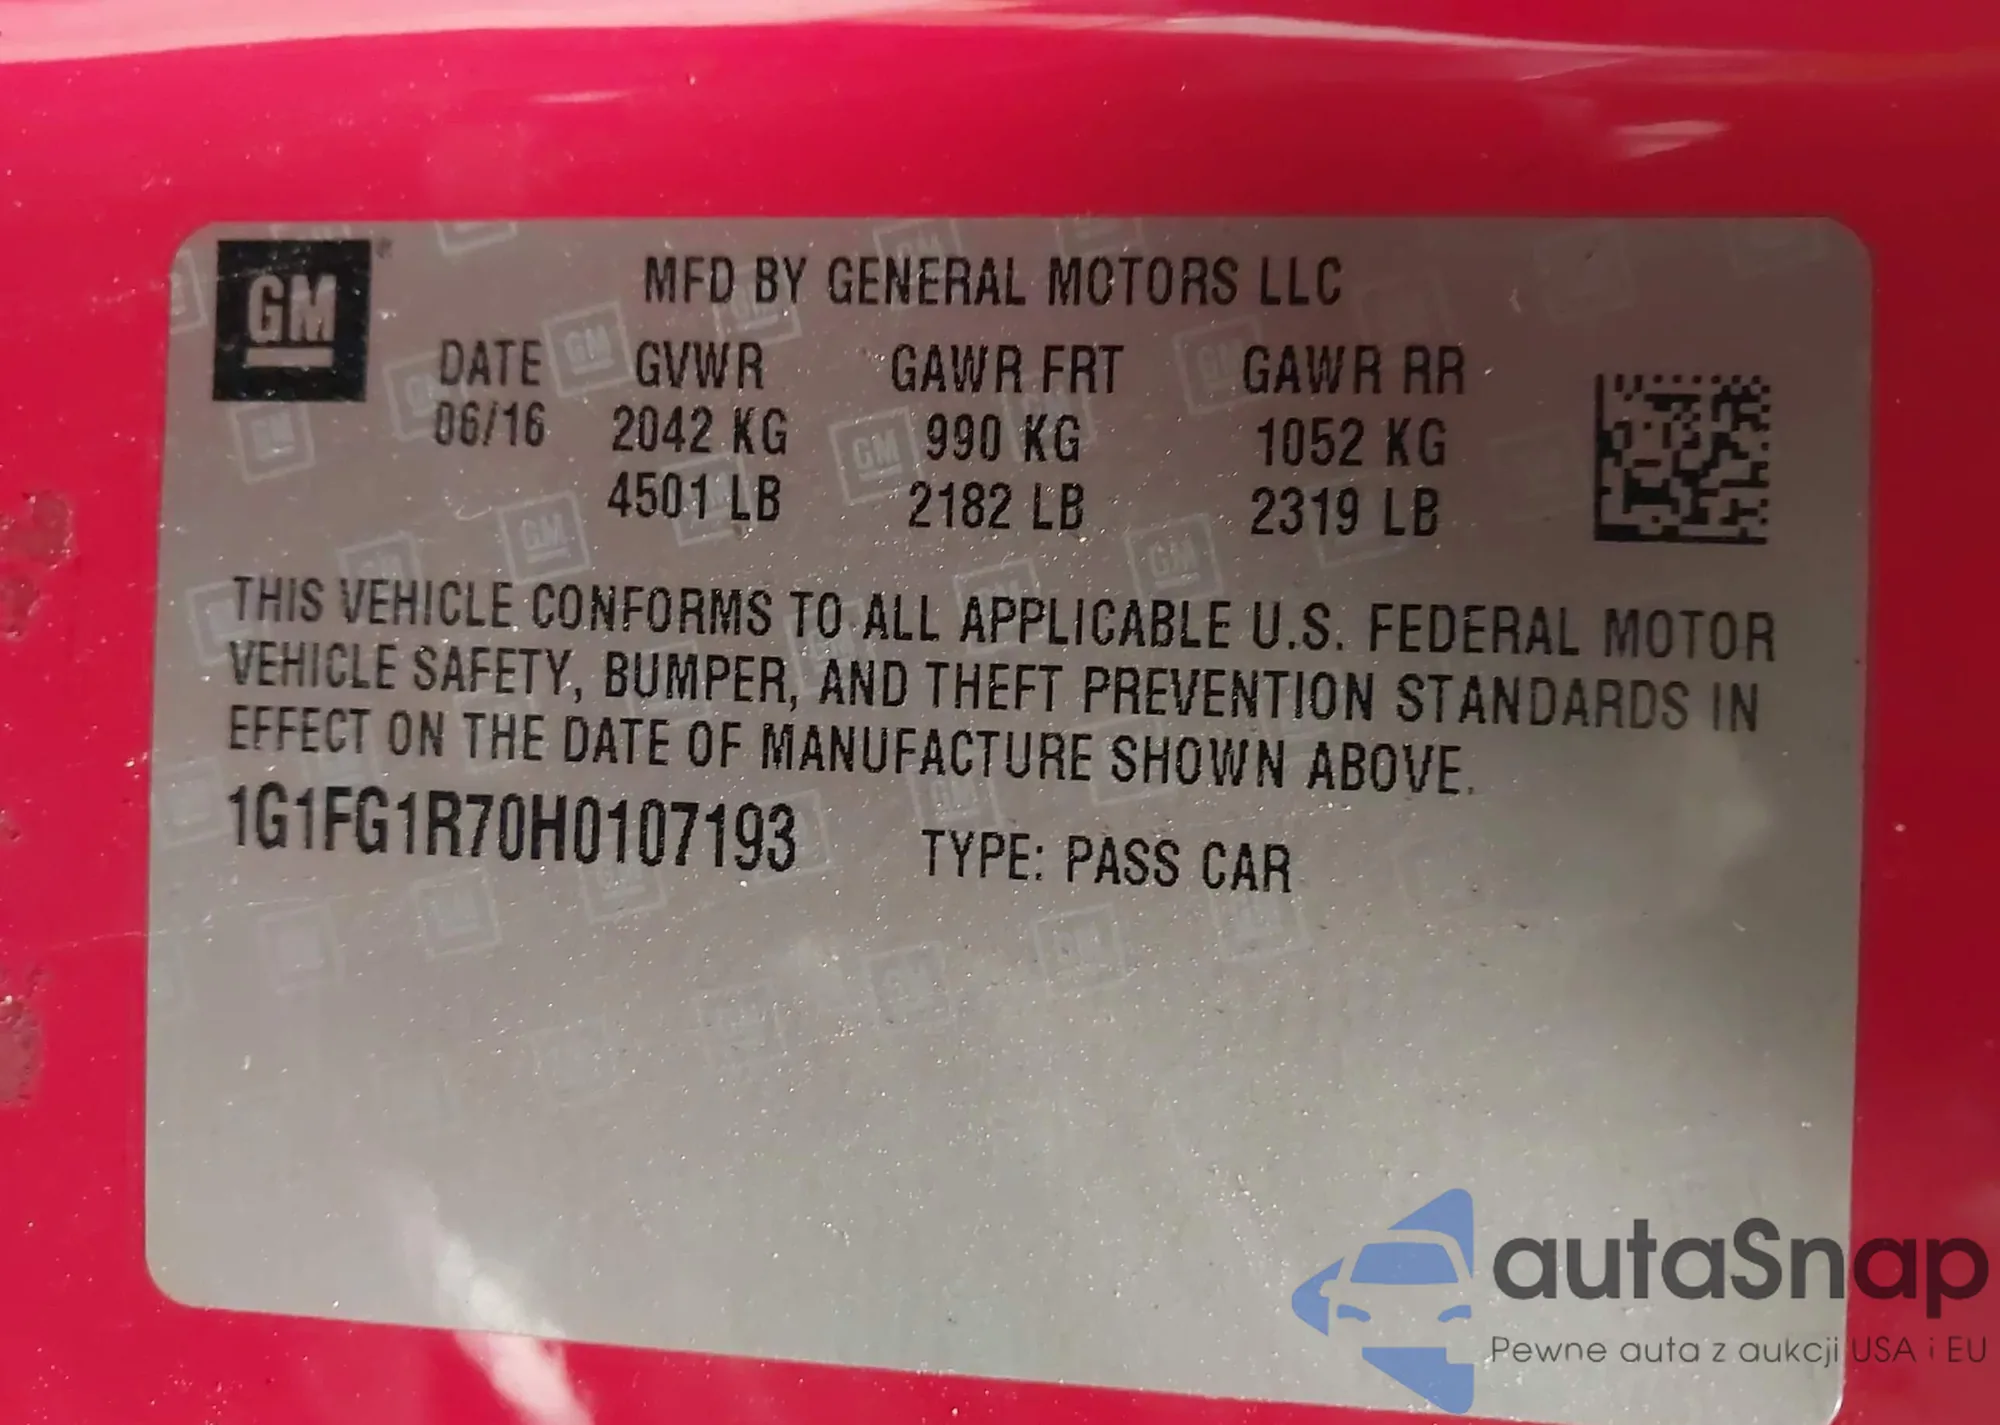 GM
MFD BY GENERAL MOTORS LLC
DATE GVWR GAWR FRT GAWR RR
06/16 2042 KG 990 KG 1052 KG
4501 LB 2182 LB 2319 LB
THIS VEHICLE CONFORMS TO ALL APPLICABLE U.S. FEDERAL MOTOR
VEHICLE SAFETY, BUMPER, AND THEFT PREVENTION STANDARDS IN
EFFECT ON THE DATE OF MANUFACTURE SHOWN ABOVE.
1G1FG1R70H0107193 TYPE: PASS CAR
autaSnap
Pewne auta z aukcji USA i EU